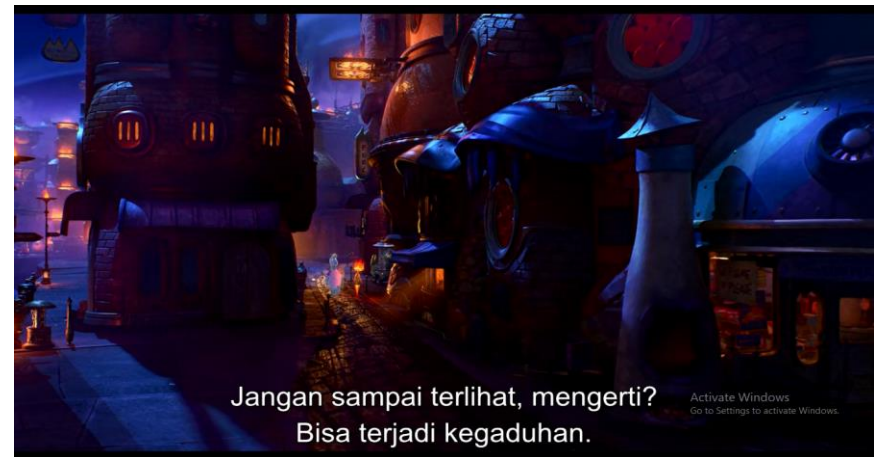 Jangan sampai terlihat, mengerti?
Bisa terjadi kegaduhan.
Activate Windows
Go to Settings to activate Windows.